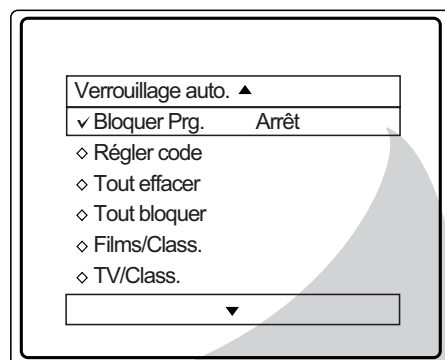 Verrouillage auto. ▲
✓ Bloquer Prg. Arrêt
◇ Régler code
◇ Tout effacer
◇ Tout bloquer
◇ Films/Class.
◇ TV/Class.
▼